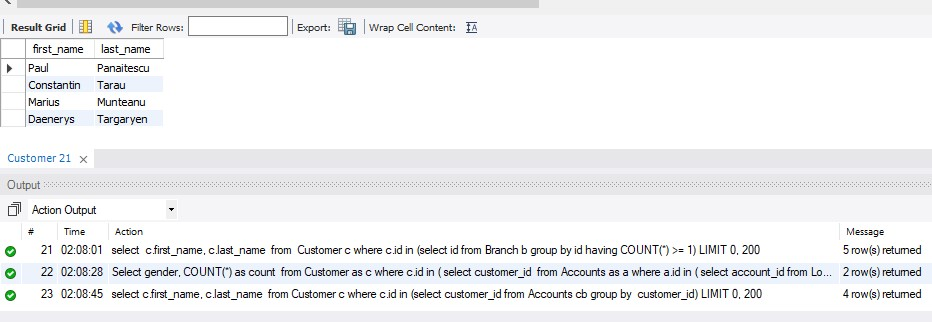 Result Grid Filter Rows: Export: Wrap Cell Content:
first_name last_name
Paul Panaitescu
Constantin Tarau
Marius Munteanu
Daenerys Targaryen
Customer 21
Output
Action Output
# Time Action Message
21 02:08:01 select c.first_name, c.last_name from Customer c where c.id in (select id from Branch b group by id having COUNT(*) >= 1) LIMIT 0, 200 5 row(s) returned
22 02:08:28 Select gender, COUNT(*) as count from Customer as c where c.id in ( select customer_id from Accounts as a where a.id in ( select account_id from Lo... 2 row(s) returned
23 02:08:45 select c.first_name, c.last_name from Customer c where c.id in (select customer_id from Accounts cb group by customer_id) LIMIT 0, 200 4 row(s) returned